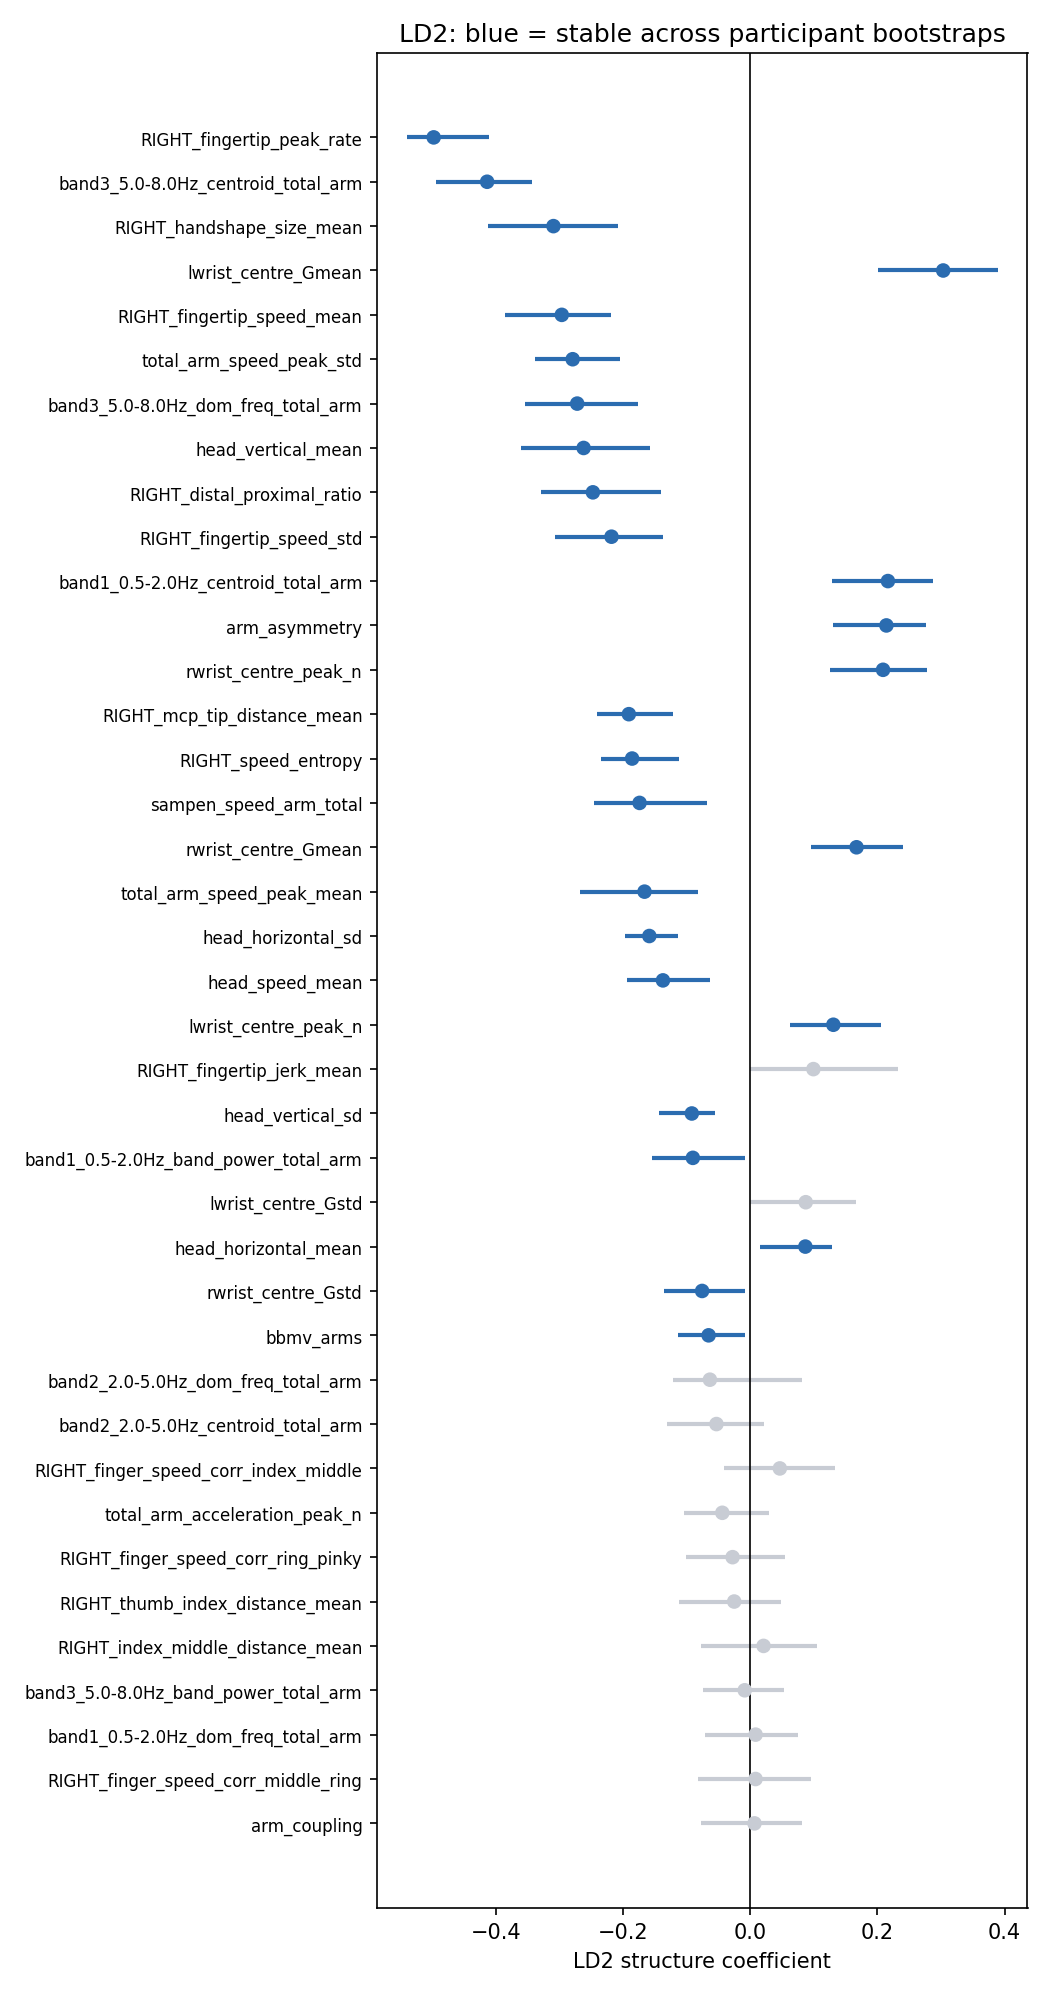 LD2: blue = stable across participant bootstraps
RIGHT_fingertip_peak_rate
band3_5.0-8.0Hz_centroid_total_arm
RIGHT_handshape_size_mean
lwrist_centre_Gmean
RIGHT_fingertip_speed_mean
total_arm_speed_peak_std
band3_5.0-8.0Hz_dom_freq_total_arm
head_vertical_mean
RIGHT_distal_proximal_ratio
RIGHT_fingertip_speed_std
band1_0.5-2.0Hz_centroid_total_arm
arm_asymmetry
rwrist_centre_peak_n
RIGHT_mcp_tip_distance_mean
RIGHT_speed_entropy
sampen_speed_arm_total
rwrist_centre_Gmean
total_arm_speed_peak_mean
head_horizontal_sd
head_speed_mean
lwrist_centre_peak_n
RIGHT_fingertip_jerk_mean
head_vertical_sd
band1_0.5-2.0Hz_band_power_total_arm
lwrist_centre_Gstd
head_horizontal_mean
rwrist_centre_Gstd
bbmv_arms
band2_2.0-5.0Hz_dom_freq_total_arm
band2_2.0-5.0Hz_centroid_total_arm
RIGHT_finger_speed_corr_index_middle
total_arm_acceleration_peak_n
RIGHT_finger_speed_corr_ring_pinky
RIGHT_thumb_index_distance_mean
RIGHT_index_middle_distance_mean
band3_5.0-8.0Hz_band_power_total_arm
band1_0.5-2.0Hz_dom_freq_total_arm
RIGHT_finger_speed_corr_middle_ring
arm_coupling
−0.4 −0.2 0.0 0.2 0.4
LD2 structure coefficient